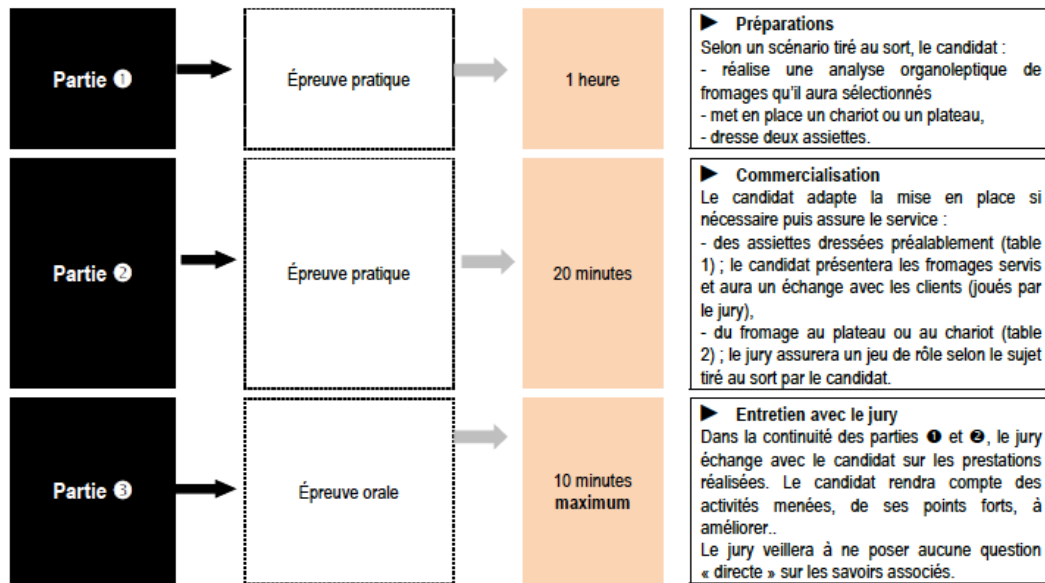 Partie ❶
Épreuve pratique
1 heure
► Préparations
Selon un scénario tiré au sort, le candidat :
- réalise une analyse organoleptique de
fromages qu'il aura sélectionnés
- met en place un chariot ou un plateau,
- dresse deux assiettes.
Partie ❷
Épreuve pratique
20 minutes
► Commercialisation
Le candidat adapte la mise en place si
nécessaire puis assure le service :
- des assiettes dressées préalablement (table
1) ; le candidat présentera les fromages servis
et aura un échange avec les clients (joués par
le jury),
- du fromage au plateau ou au chariot (table
2) ; le jury assurera un jeu de rôle selon le sujet
tiré au sort par le candidat.
Partie ❸
Épreuve orale
10 minutes
maximum
► Entretien avec le jury
Dans la continuité des parties ❶ et ❷, le jury
échange avec le candidat sur les prestations
réalisées. Le candidat rendra compte des
activités menées, de ses points forts, à
améliorer..
Le jury veillera à ne poser aucune question
« directe » sur les savoirs associés.